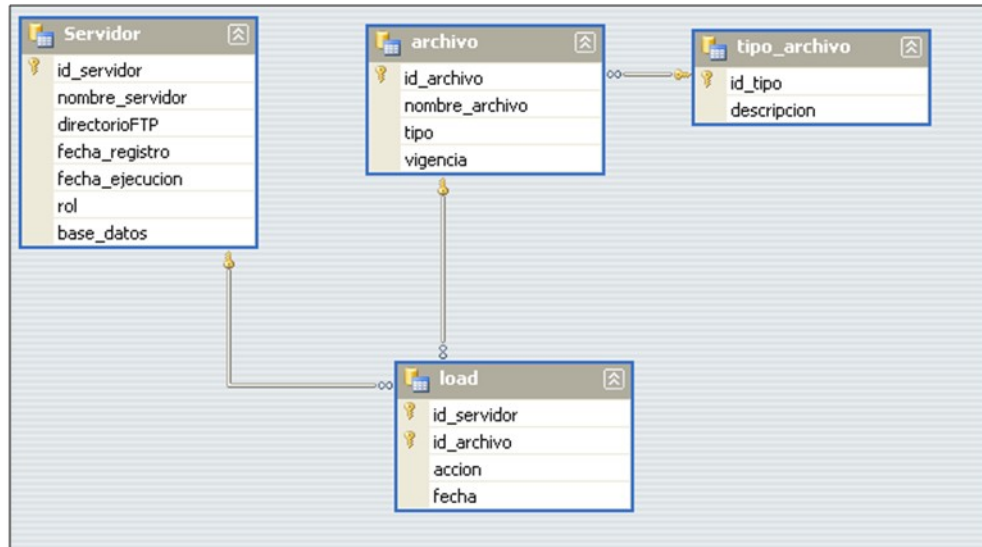 Servidor
id_servidor
nombre_servidor
directorioFTP
fecha_registro
fecha_ejecucion
rol
base_datos
archivo
id_archivo
nombre_archivo
tipo
vigencia
tipo_archivo
id_tipo
descripcion
load
id_servidor
id_archivo
accion
fecha